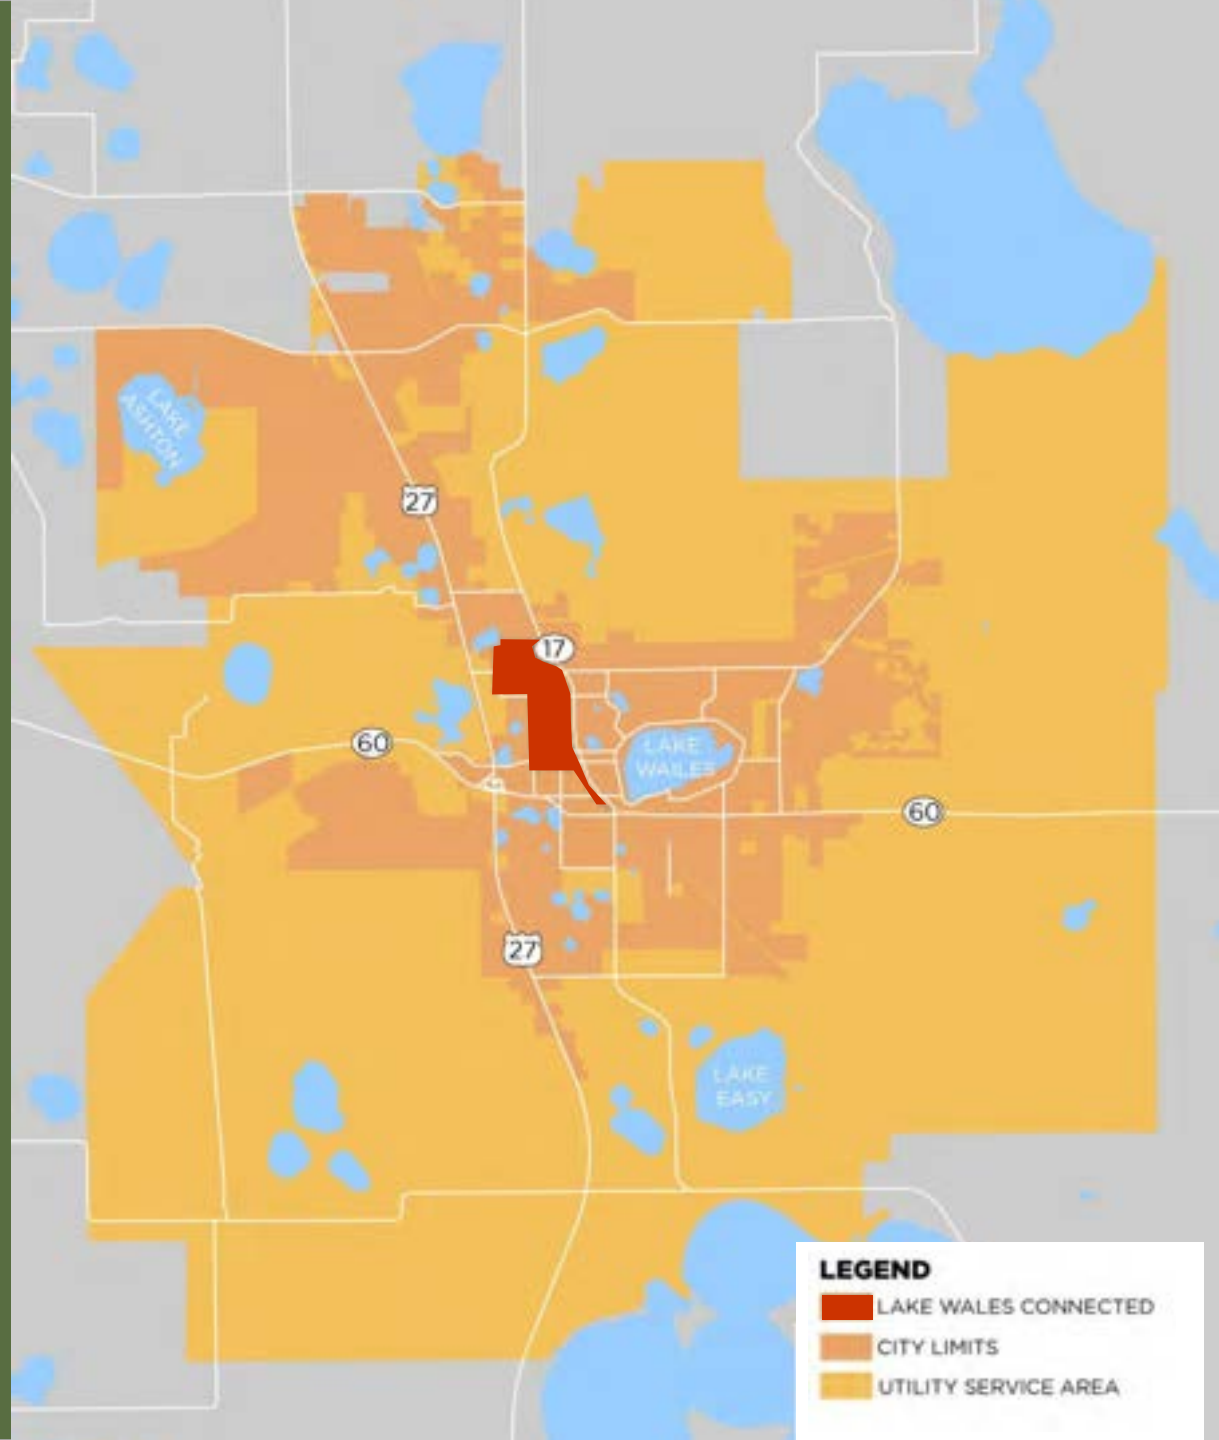 LAKE
ASHTON
27
17
60
LAKE
WAILES
60
27
LAKE
EASY
LEGEND
LAKE WALES CONNECTED
CITY LIMITS
UTILITY SERVICE AREA